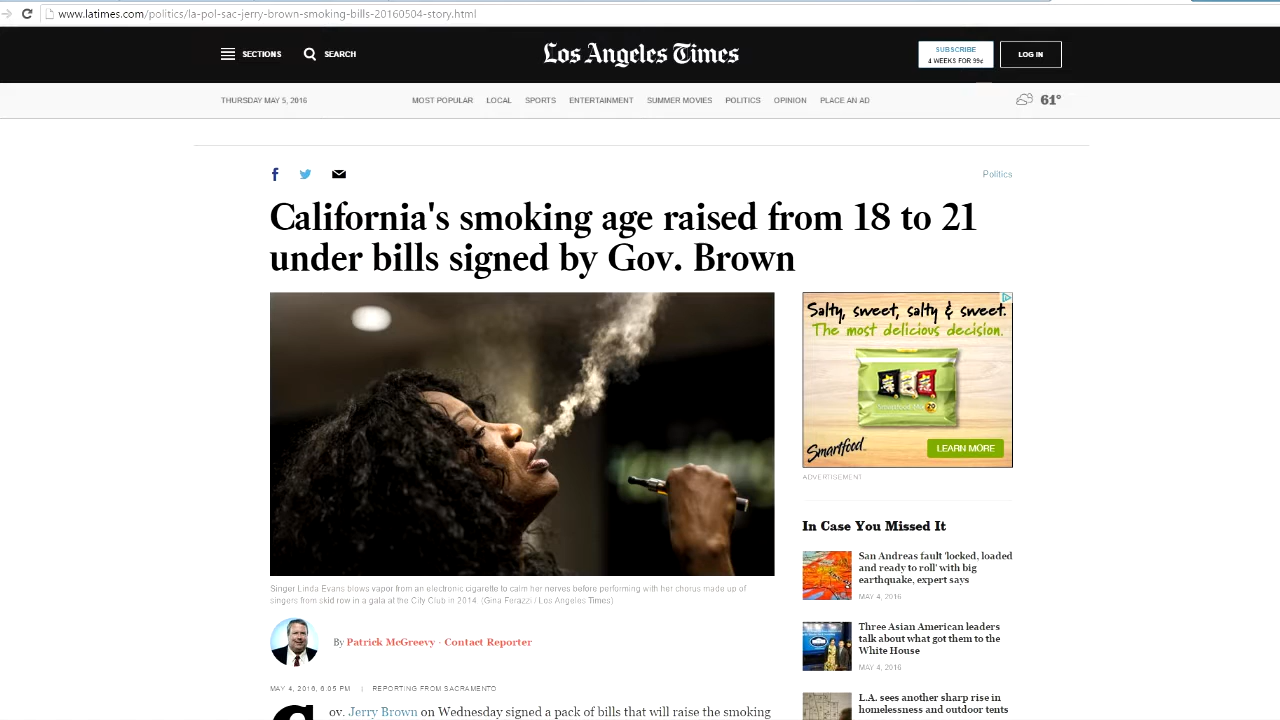 www.latimes.com/politics/la-pol-sac-jerry-brown-smoking-bills-20160504-story.html
SECTIONS
SEARCH
Los Angeles Times
SUBSCRIBE
4 WEEKS FOR 99¢
LOG IN
THURSDAY MAY 5, 2016
MOST POPULAR LOCAL SPORTS ENTERTAINMENT SUMMER MOVIES POLITICS OPINION PLACE AN AD
61°
Politics
California's smoking age raised from 18 to 21
under bills signed by Gov. Brown
Salty, sweet, salty & sweet.
The most delicious decision.
Smartfood
LEARN MORE
ADVERTISEMENT
Singer Linda Evans blows vapor from an electronic cigarette to calm her nerves before performing with her chorus made up of
singers from skid row in a gala at the City Club in 2014. (Gina Ferazzi / Los Angeles Times)
By Patrick McGreevy · Contact Reporter
MAY 4, 2016, 6:05 PM | REPORTING FROM SACRAMENTO
Gov. Jerry Brown on Wednesday signed a pack of bills that will raise the smoking
In Case You Missed It
San Andreas fault 'locked, loaded
and ready to roll' with big
earthquake, expert says
MAY 4, 2016
Three Asian American leaders
talk about what got them to the
White House
MAY 4, 2016
L.A. sees another sharp rise in
homelessness and outdoor tents